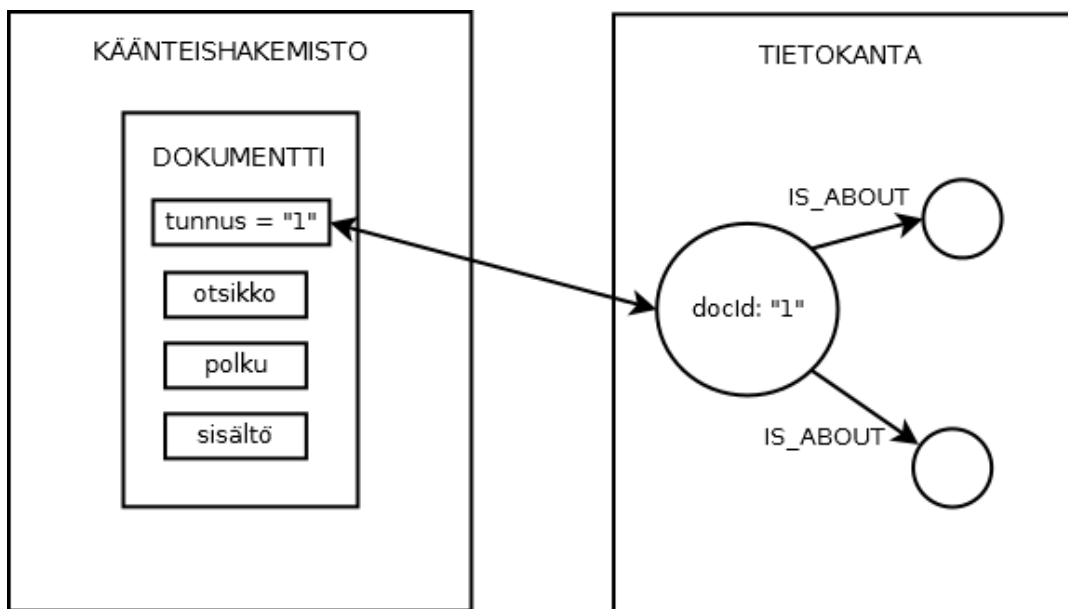 KÄÄNTEISHAKEMISTO
DOKUMENTTI
tunnus = "1"
otsikko
polku
sisältö
TIETOKANTA
IS_ABOUT
docId: "1"
IS_ABOUT